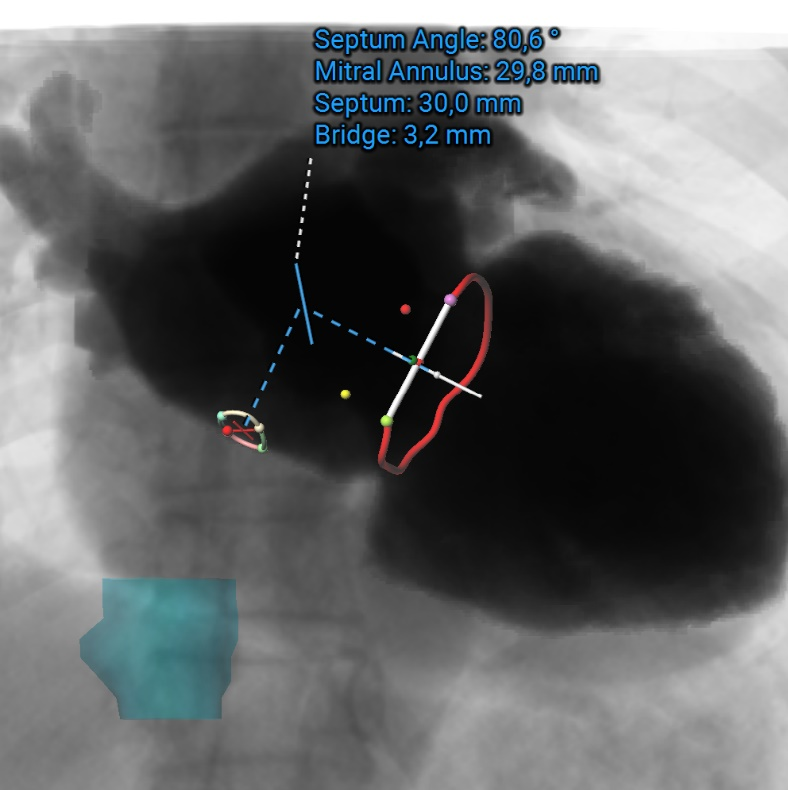 Septum Angle: 80,6 °
Mitral Annulus: 29,8 mm
Septum: 30,0 mm
Bridge: 3,2 mm